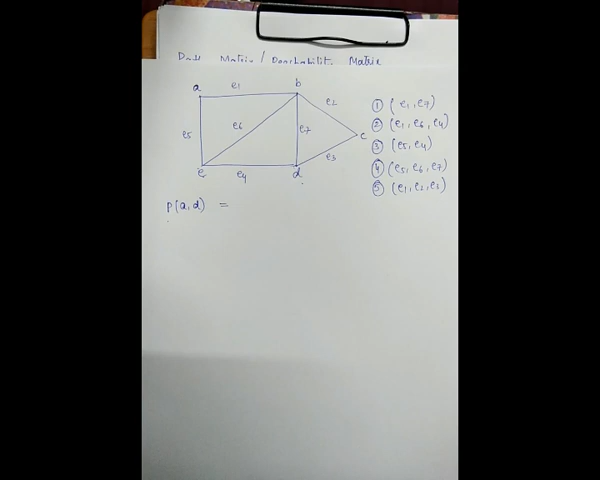 Matrix / Matrix
a e1 b
e2
① (e1, e7)
e5 e6 e7 c
② (e1, e6, e4)
③ (e5, e4)
e3
e e4 d
④ (e5, e6, e7)
⑤ (e1, e2, e3)
P(a,d) =